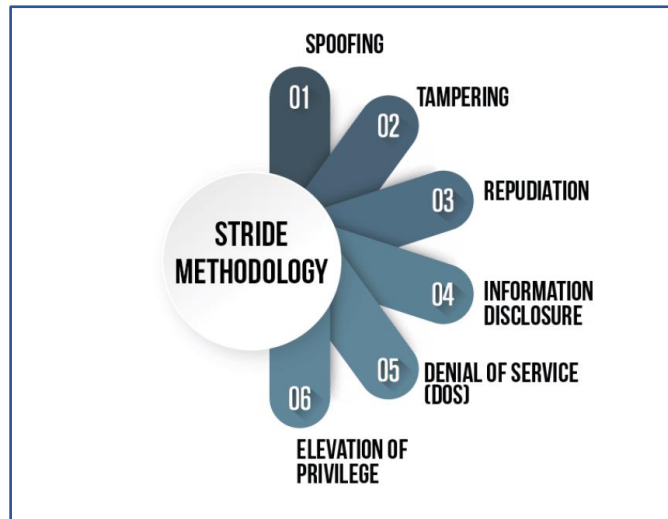 SPOOFING
01
TAMPERING
02
REPUDIATION
03
STRIDE
METHODOLOGY
04
INFORMATION
DISCLOSURE
05
DENIAL OF SERVICE
(DOS)
06
ELEVATION OF
PRIVILEGE